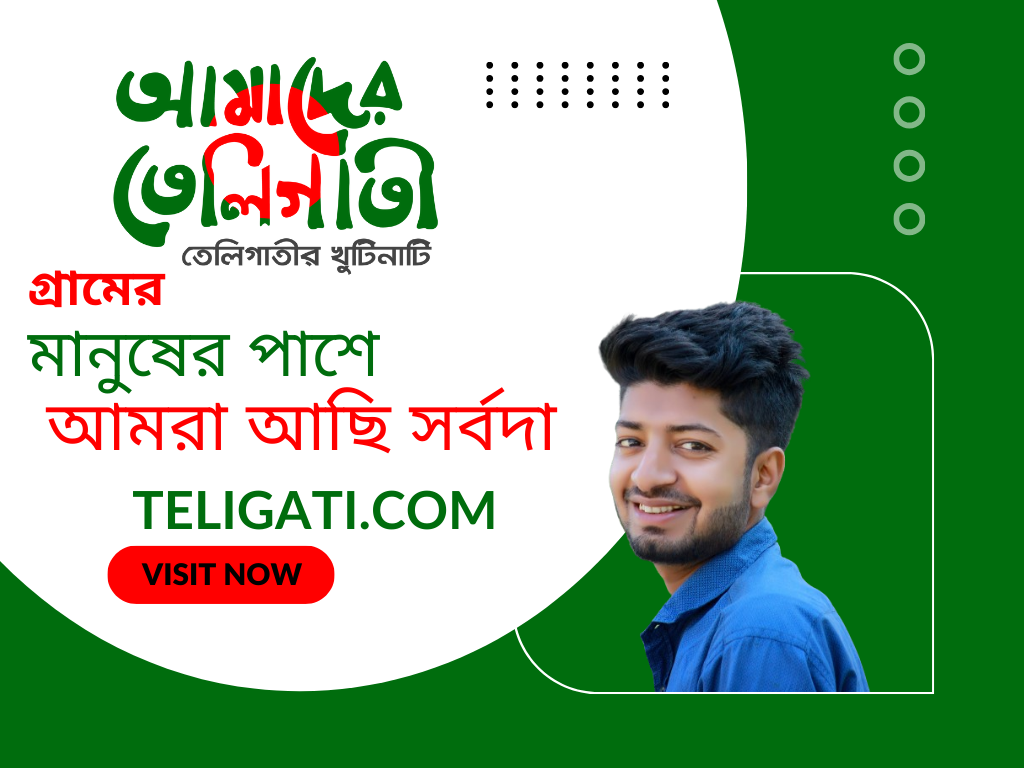 আমাদের
তেলিগাতী
তেলিগাতীর খুটিনাটি
গ্রামের
মানুষের পাশে
আমরা আছি সর্বদা
TELIGATI.COM
VISIT NOW